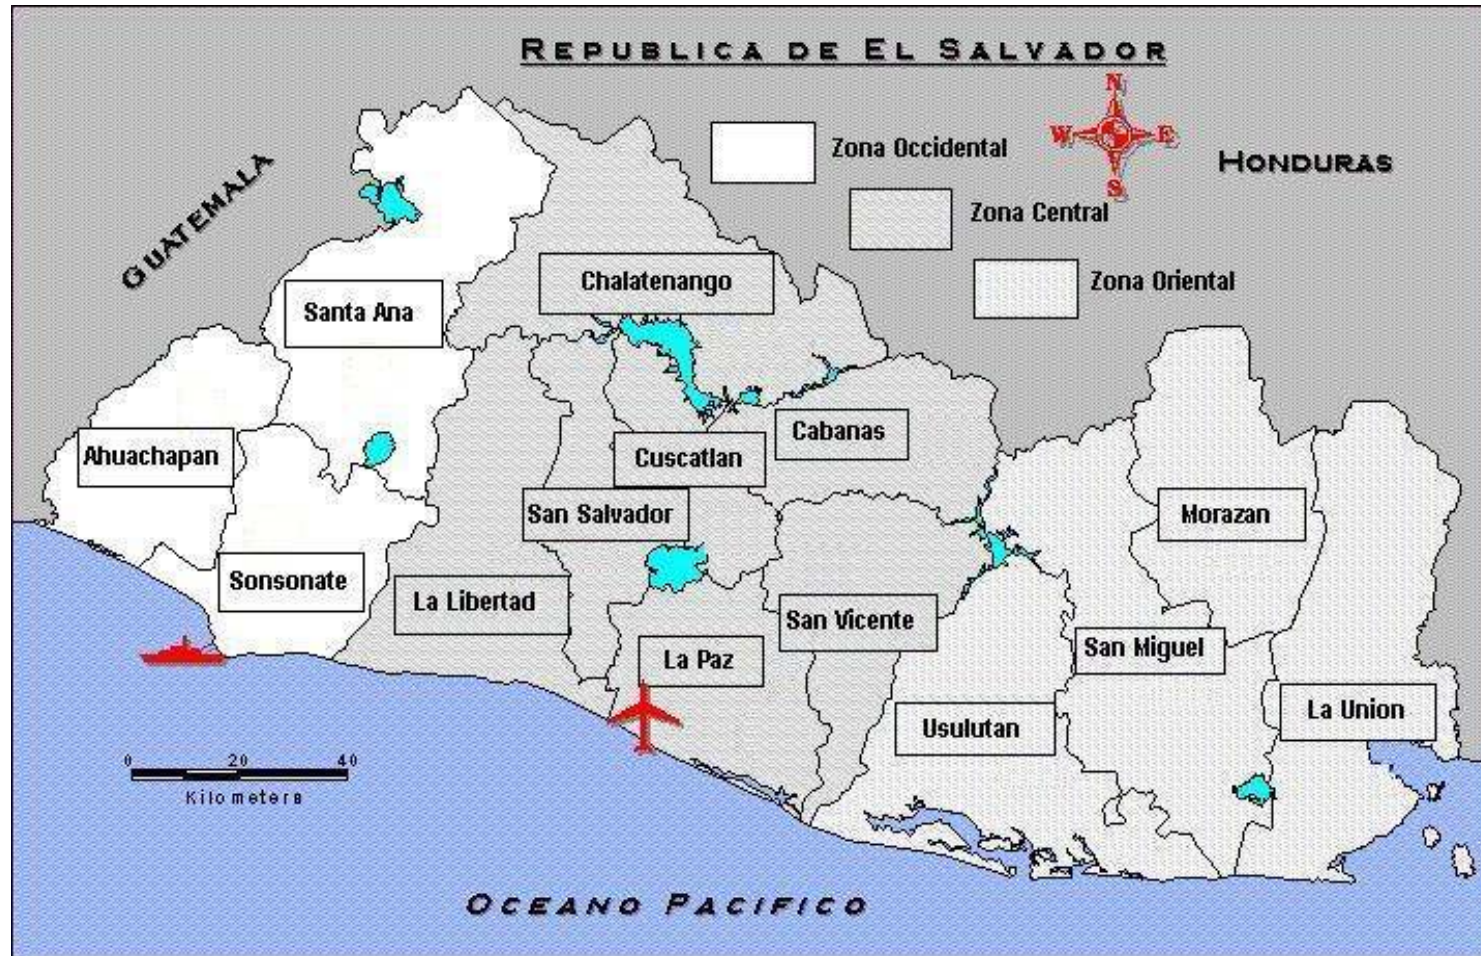 REPUBLICA DE EL SALVADOR
N
W E
S
Zona Occidental
HONDURAS
Zona Central
GUATEMALA
Zona Oriental
Chalatenango
Santa Ana
Cabanas
Ahuachapan
Cuscatlan
San Salvador
Morazan
Sonsonate
La Libertad
San Vicente
San Miguel
La Paz
La Union
Usulutan
0 20 40
Kilometers
OCEANO PACIFICO